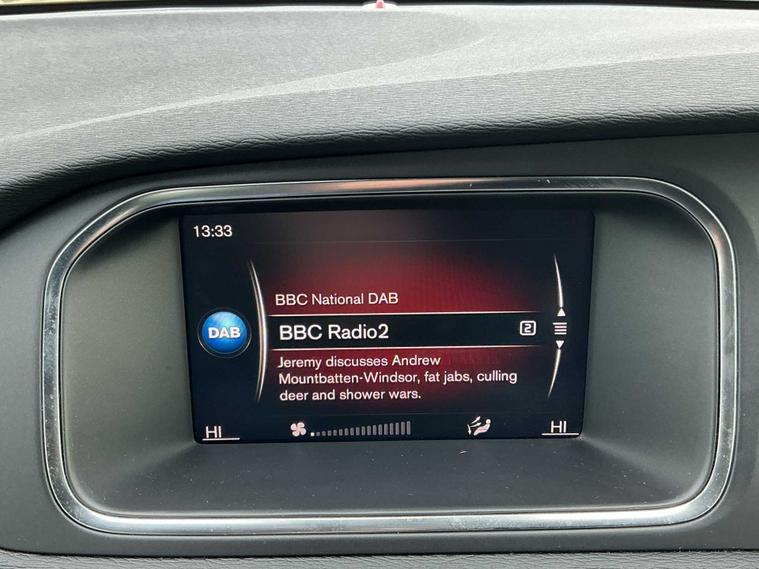 13:33
BBC National DAB
DAB
BBC Radio2
2
Jeremy discusses Andrew
Mountbatten-Windsor, fat jabs, culling
deer and shower wars.
HI
HI